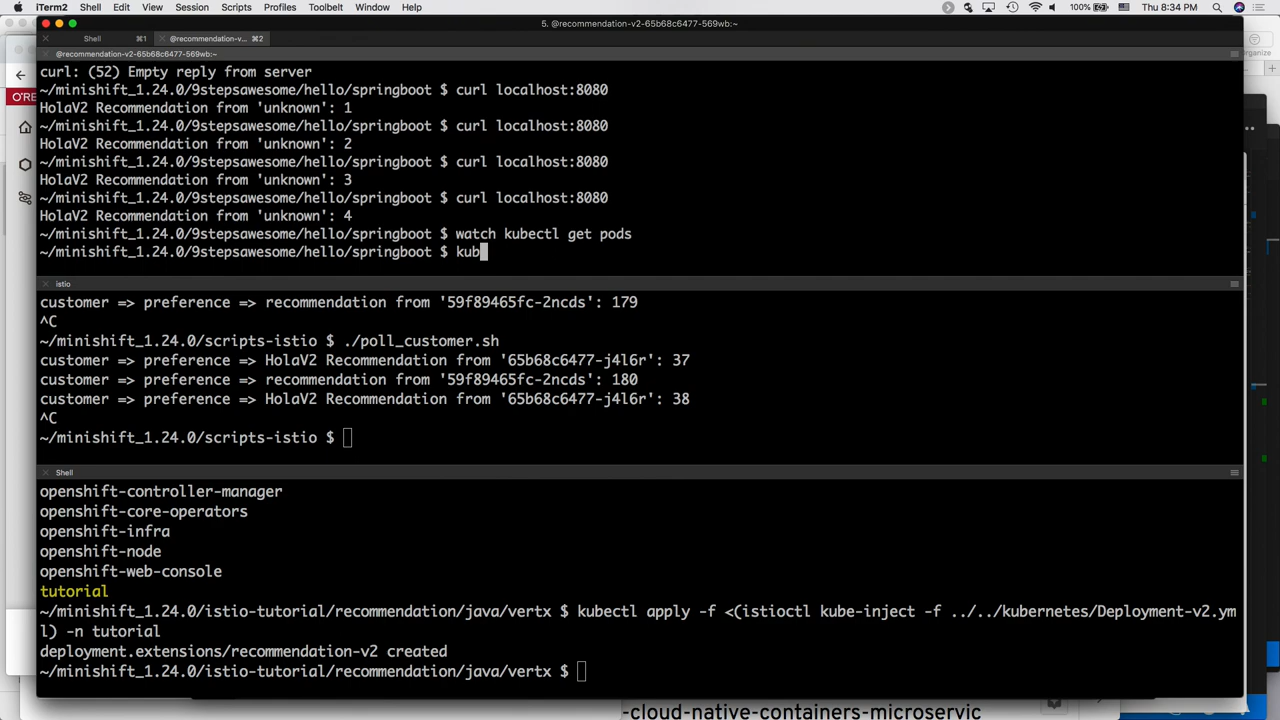 iTerm2 Shell Edit View Session Scripts Profiles Toolbelt Window Help 100% Thu 8:34 PM
5. @recommendation-v2-65b68c6477-569wb:~
Shell ⌘1 @recommendation-v... ⌘2
@recommendation-v2-65b68c6477-569wb:~
curl: (52) Empty reply from server
~/minishift_1.24.0/9stepsawesome/hello/springboot $ curl localhost:8080
HolaV2 Recommendation from 'unknown': 1
~/minishift_1.24.0/9stepsawesome/hello/springboot $ curl localhost:8080
HolaV2 Recommendation from 'unknown': 2
~/minishift_1.24.0/9stepsawesome/hello/springboot $ curl localhost:8080
HolaV2 Recommendation from 'unknown': 3
~/minishift_1.24.0/9stepsawesome/hello/springboot $ curl localhost:8080
HolaV2 Recommendation from 'unknown': 4
~/minishift_1.24.0/9stepsawesome/hello/springboot $ watch kubectl get pods
~/minishift_1.24.0/9stepsawesome/hello/springboot $ kub
istio
customer => preference => recommendation from '59f89465fc-2ncds': 179
^C
~/minishift_1.24.0/scripts-istio $ ./poll_customer.sh
customer => preference => HolaV2 Recommendation from '65b68c6477-j4l6r': 37
customer => preference => recommendation from '59f89465fc-2ncds': 180
customer => preference => HolaV2 Recommendation from '65b68c6477-j4l6r': 38
^C
~/minishift_1.24.0/scripts-istio $
Shell
openshift-controller-manager
openshift-core-operators
openshift-infra
openshift-node
openshift-web-console
tutorial
~/minishift_1.24.0/istio-tutorial/recommendation/java/vertx $ kubectl apply -f <(istioctl kube-inject -f ../../kubernetes/Deployment-v2.ym
l) -n tutorial
deployment.extensions/recommendation-v2 created
~/minishift_1.24.0/istio-tutorial/recommendation/java/vertx $
-cloud-native-containers-microservic
O'RE
organize